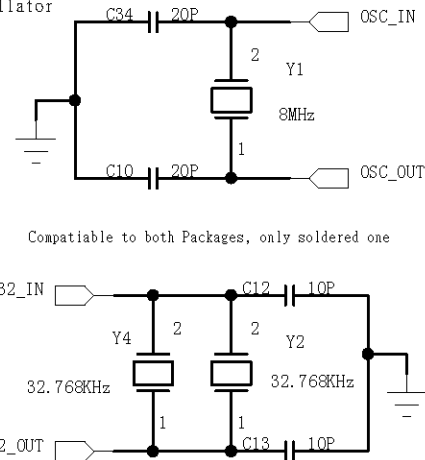 llator
C34 20P OSC_IN
2
Y1
8MHz
1
C10 20P OSC_OUT
Compatiable to both Packages, only soldered one
32_IN C12 10P
Y4 2 2 Y2
32.768KHz 32.768KHz
1 1
2_OUT C13 10P